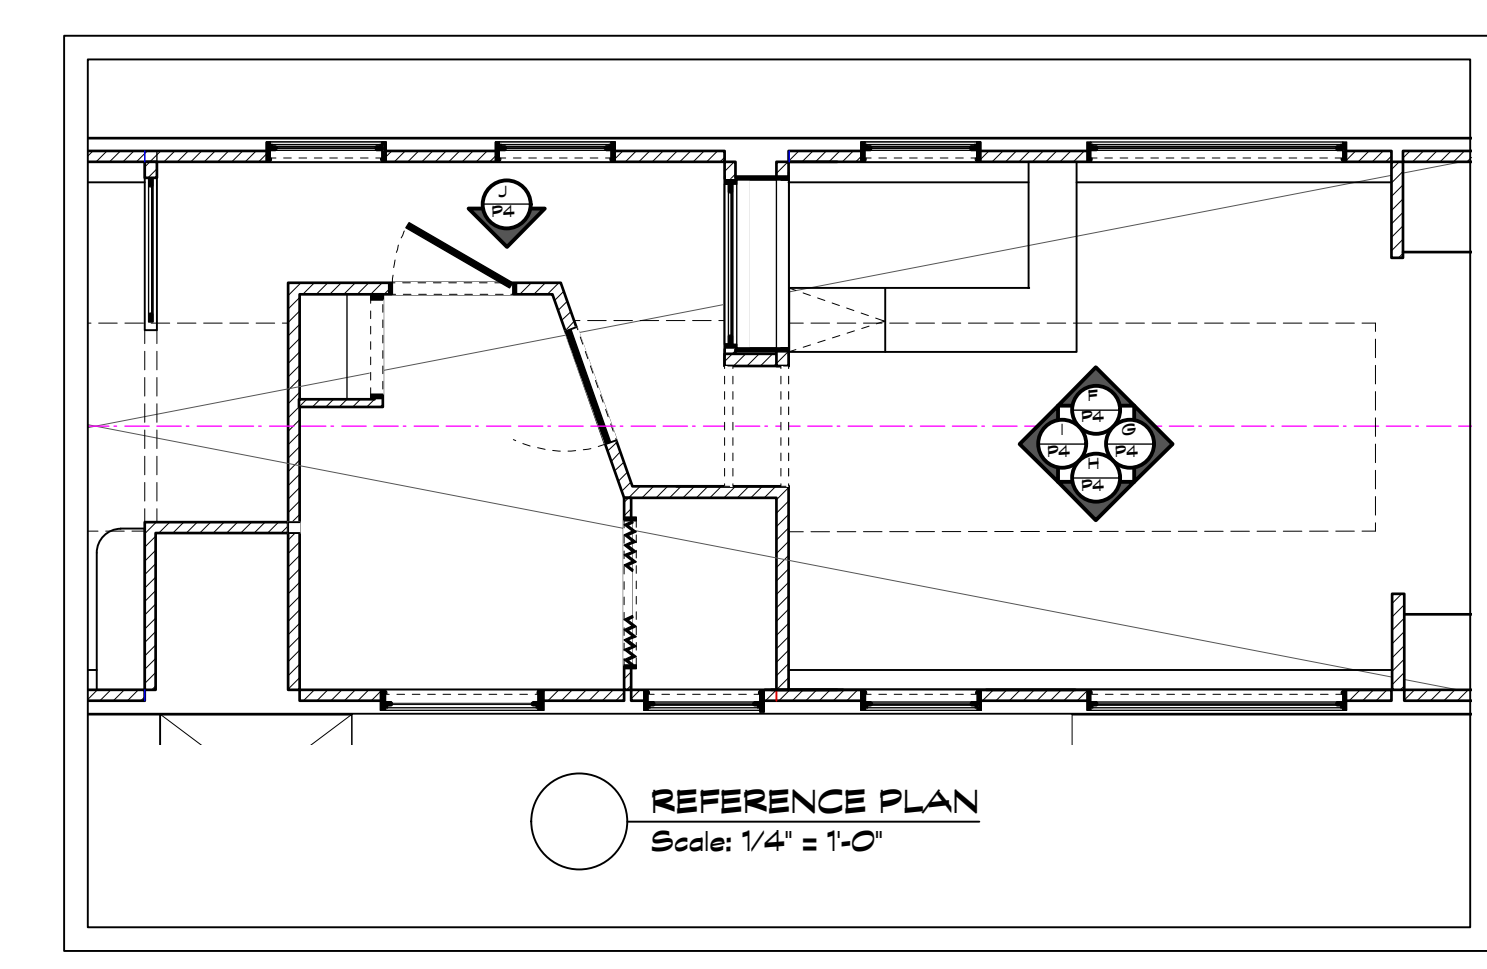 J
P4
F
P4
I
P4
G
P4
H
P4
REFERENCE PLAN
Scale: 1/4" = 1'-0"